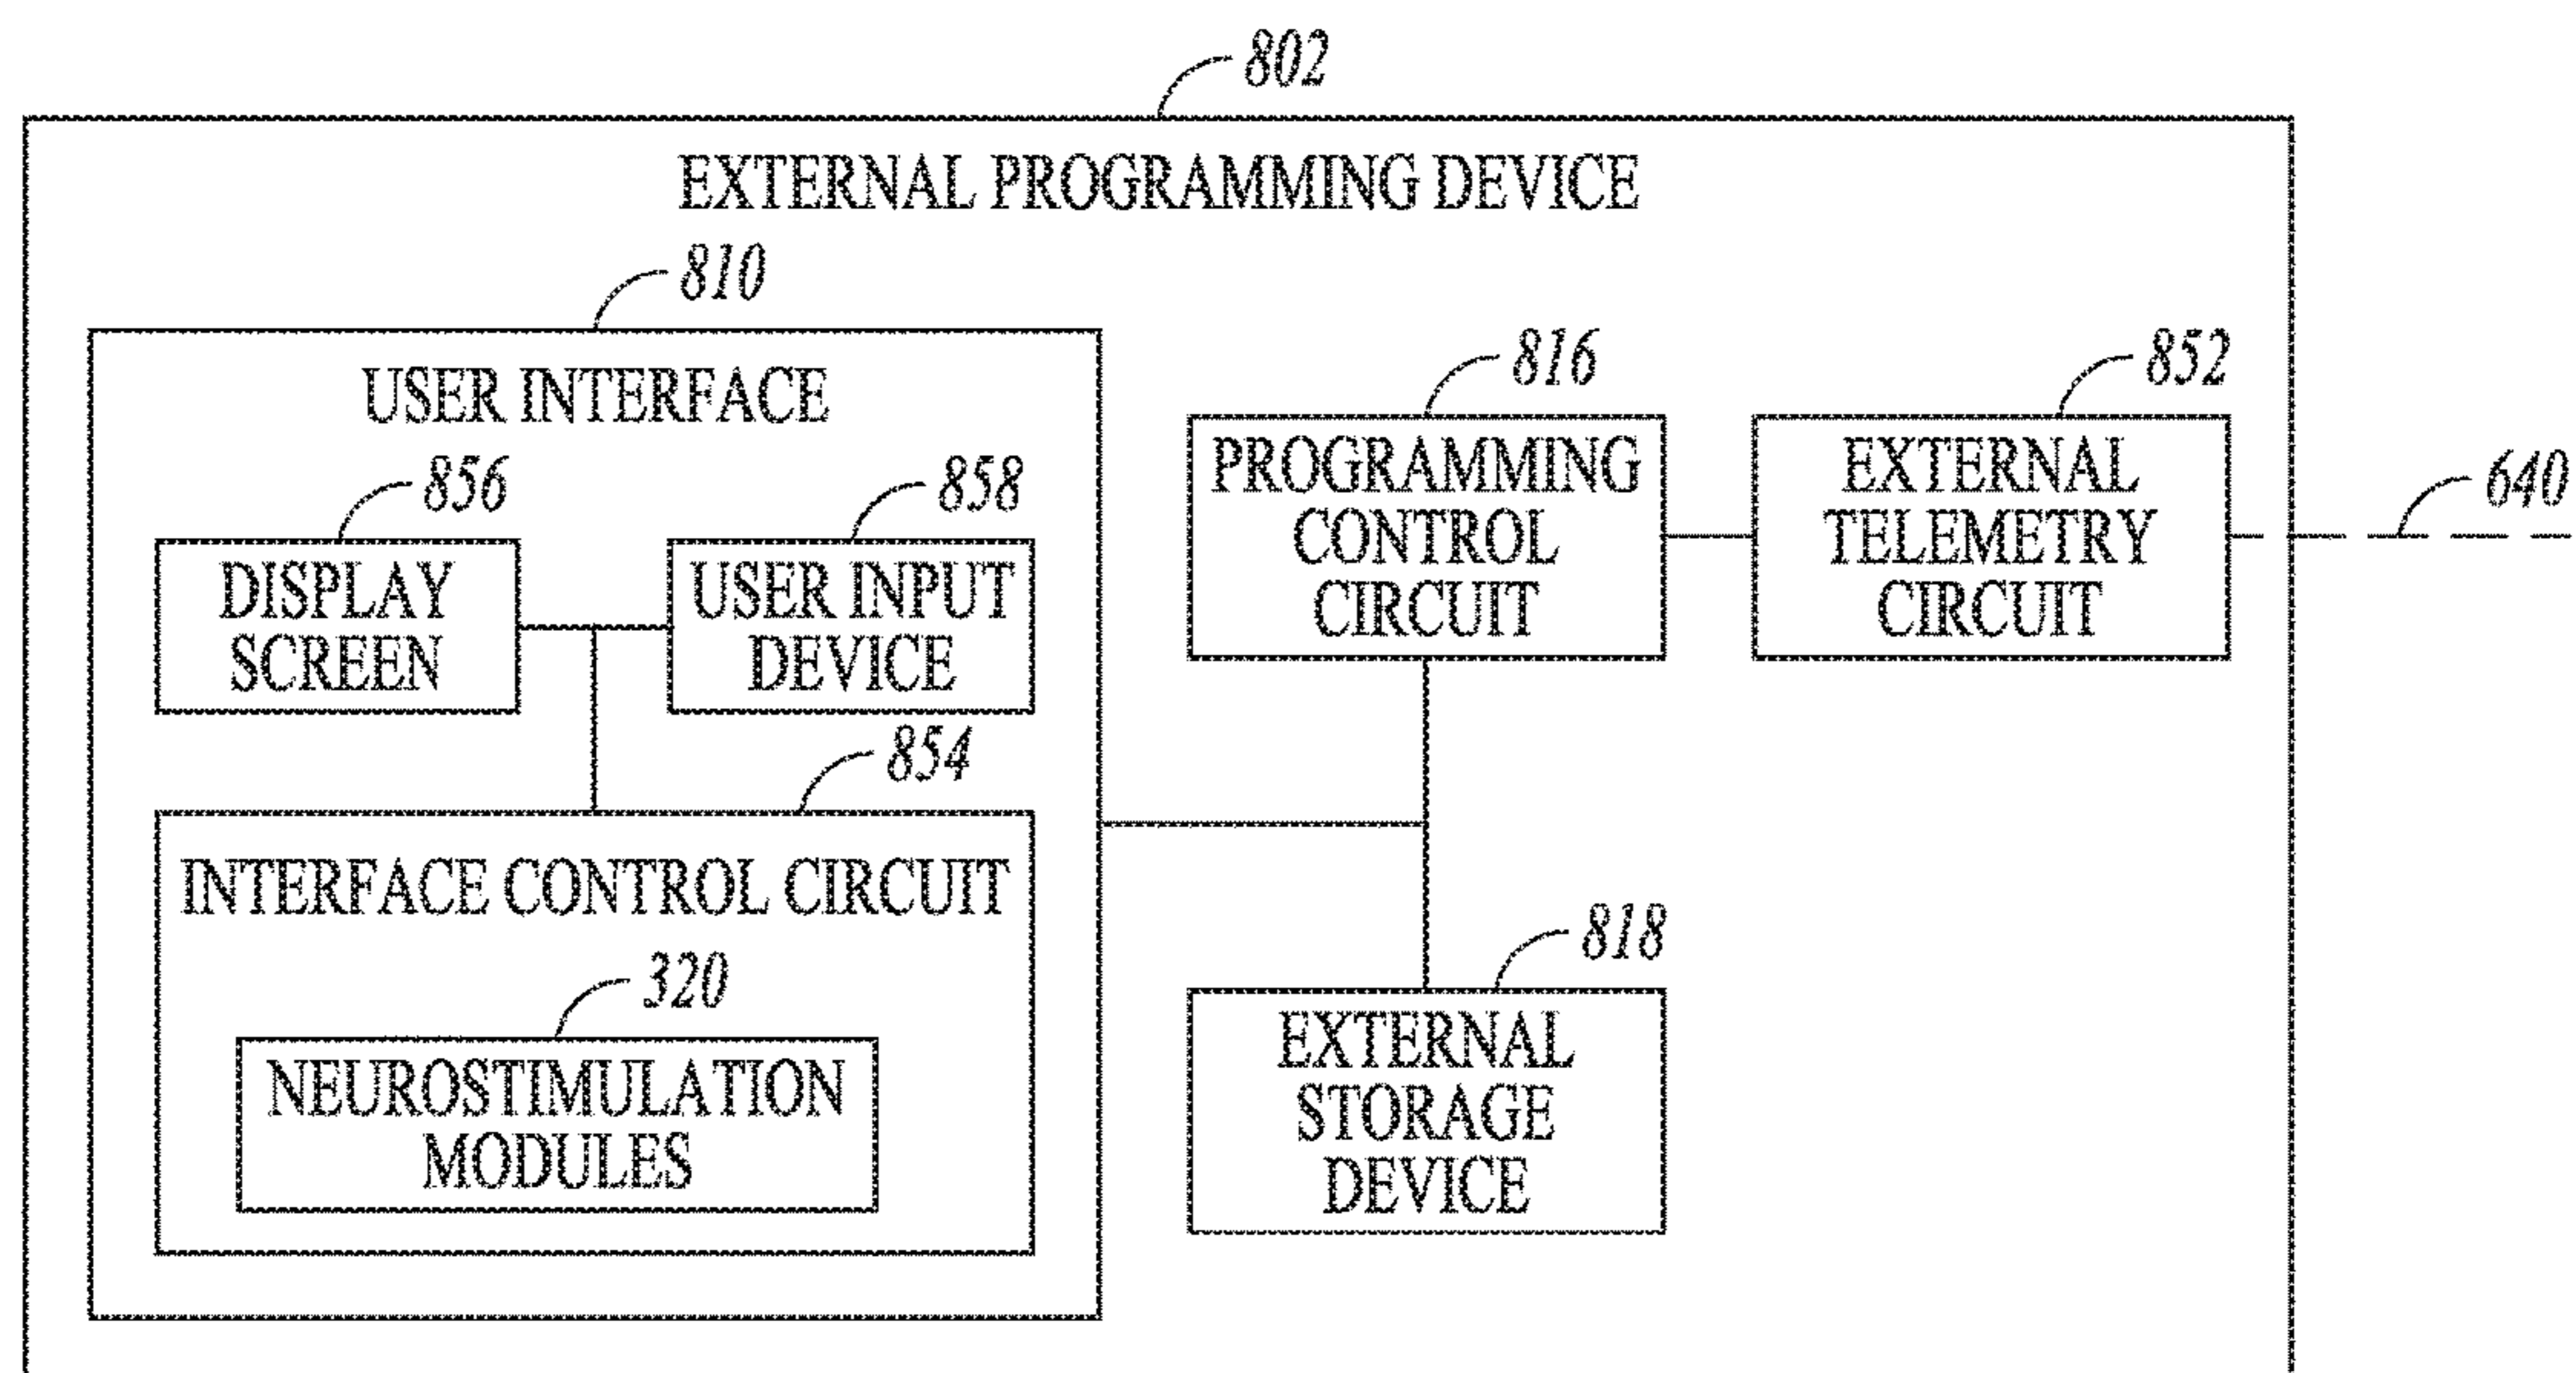 802
EXTERNAL PROGRAMMING DEVICE
810
USER INTERFACE
856
DISPLAY
SCREEN
858
USER INPUT
DEVICE
854
INTERFACE CONTROL CIRCUIT
320
NEUROSTIMULATION
MODULES
816
PROGRAMMING
CONTROL
CIRCUIT
852
EXTERNAL
TELEMETRY
CIRCUIT
640
818
EXTERNAL
STORAGE
DEVICE